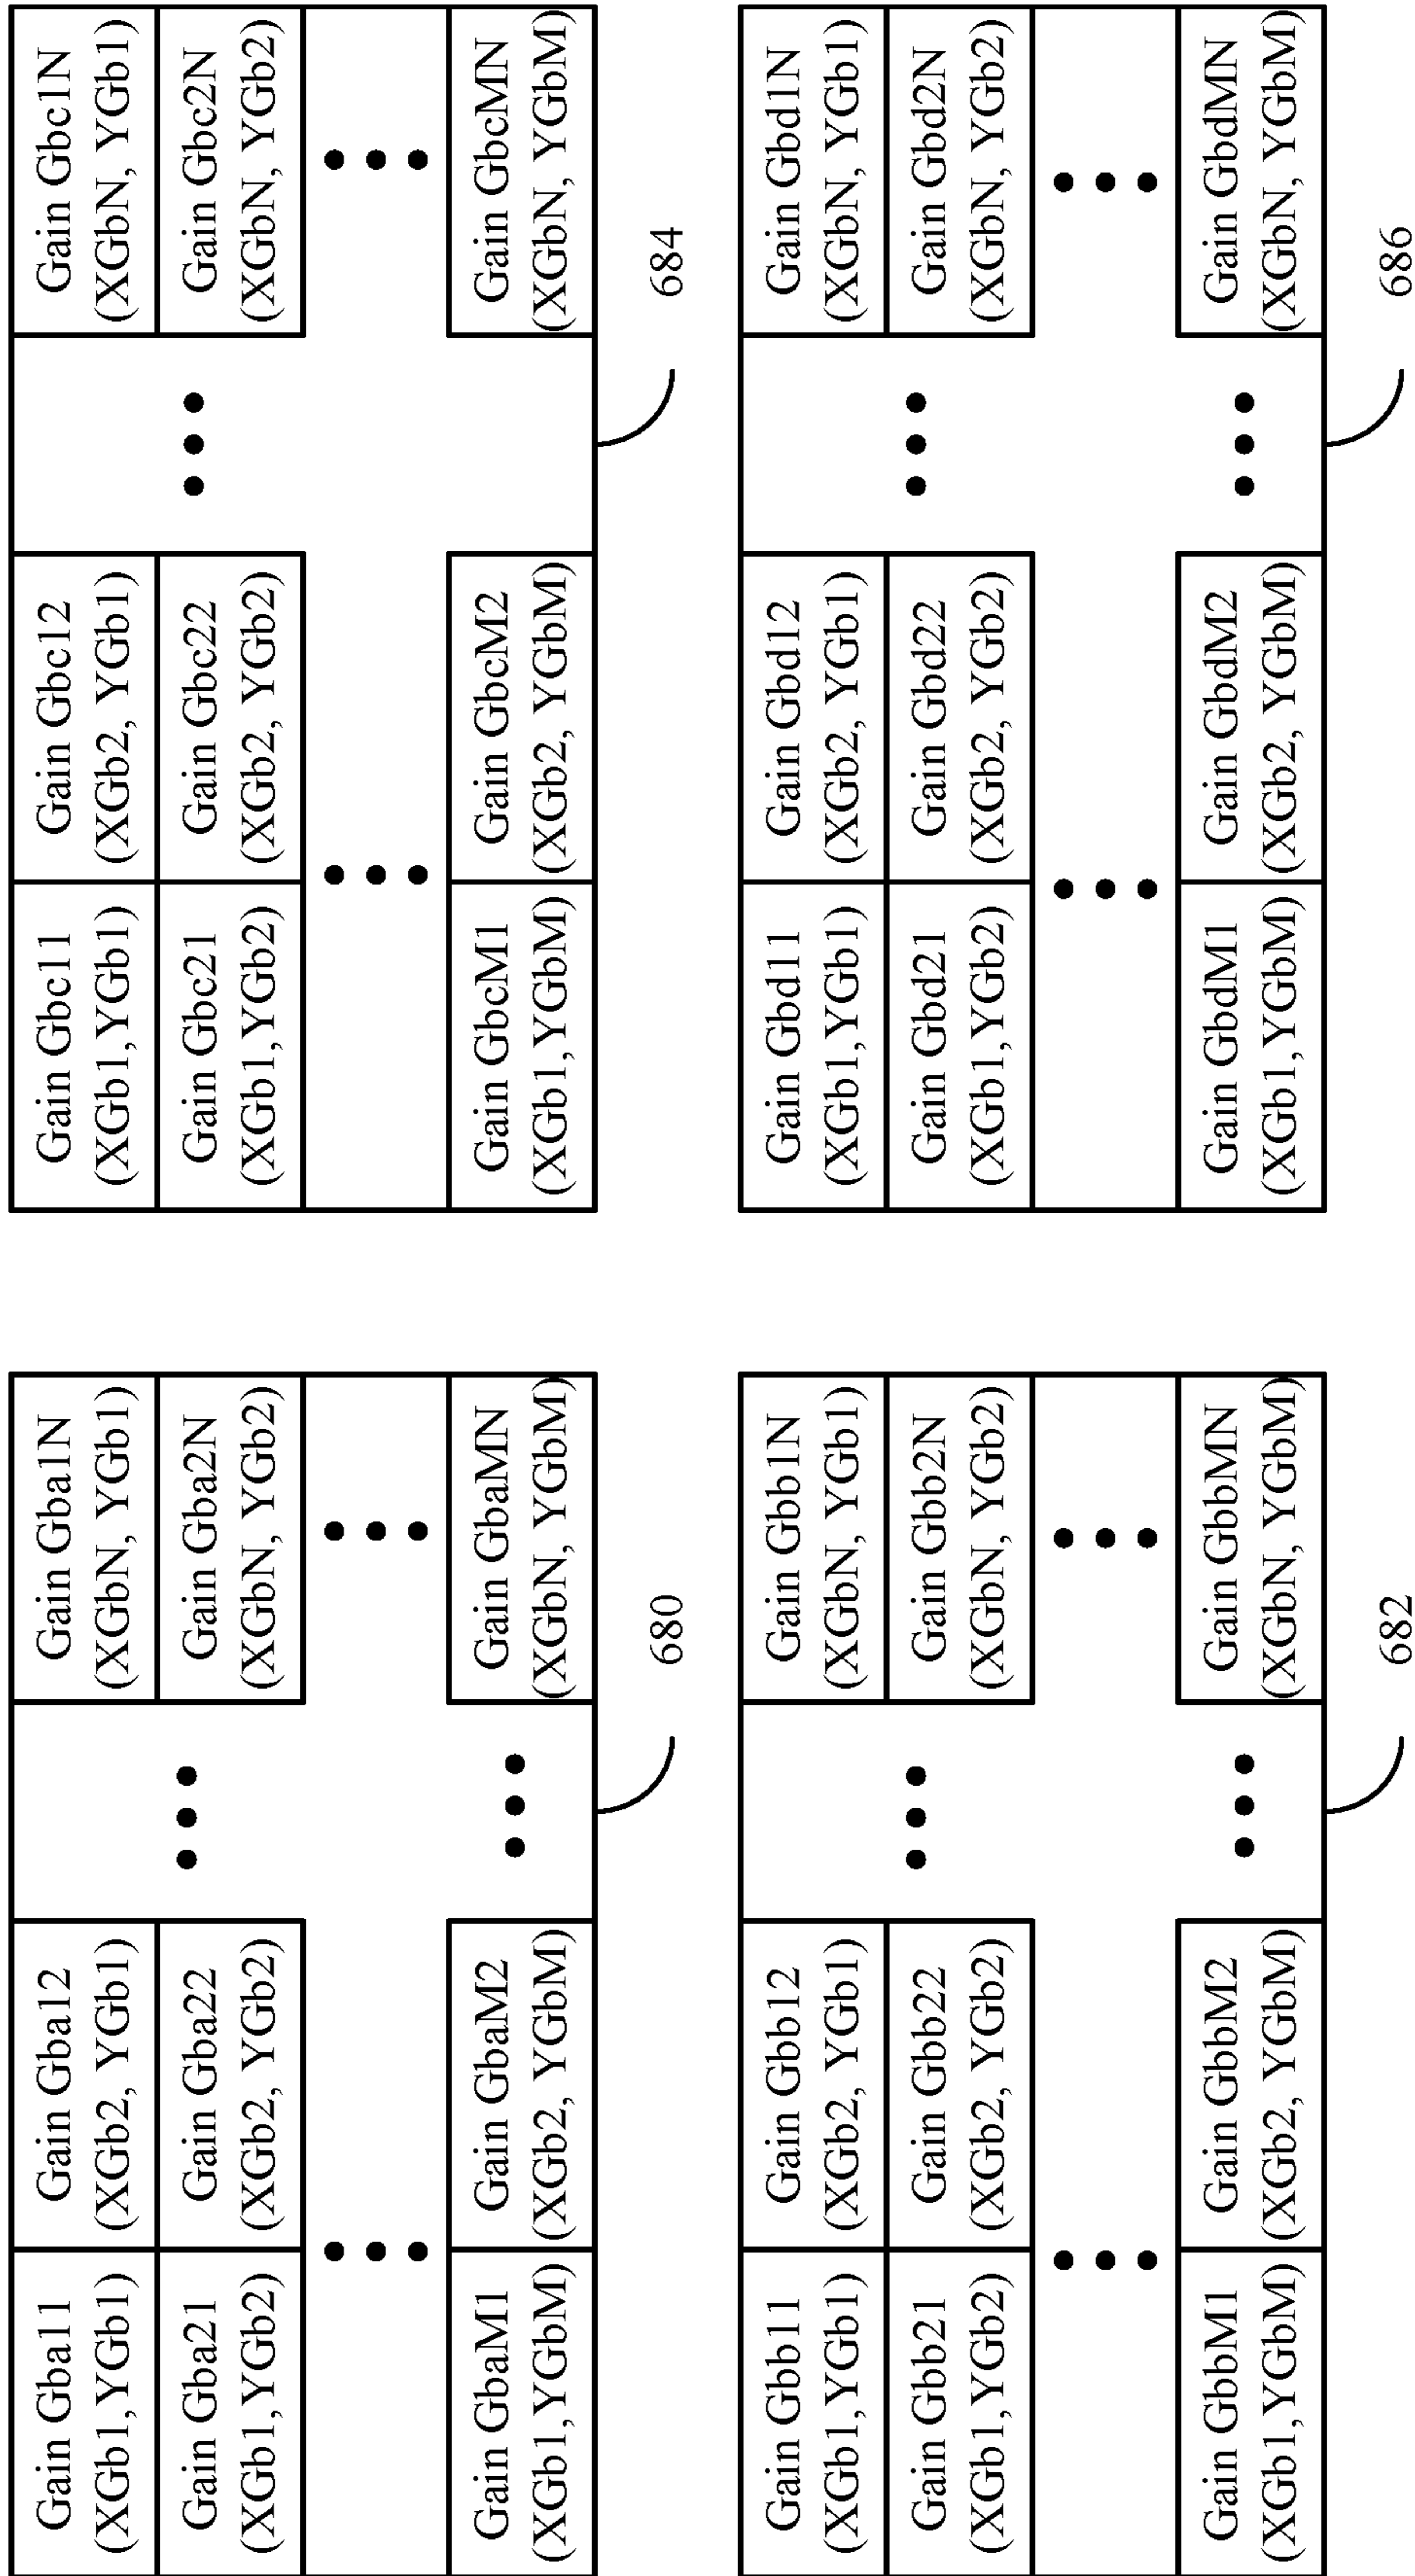 Gain Gba11
(XGb1,YGb1)
Gain Gba12
(XGb2, YGb1)
Gain Gba1N
(XGbN, YGb1)
Gain Gba21
(XGb1,YGb2)
Gain Gba22
(XGb2, YGb2)
Gain Gba2N
(XGbN, YGb2)
Gain GbaM1
(XGb1,YGbM)
Gain GbaM2
(XGb2, YGbM)
Gain GbaMN
(XGbN, YGbM)
680
Gain Gbc11
(XGb1,YGb1)
Gain Gbc12
(XGb2, YGb1)
Gain Gbc1N
(XGbN, YGb1)
Gain Gbc21
(XGb1,YGb2)
Gain Gbc22
(XGb2, YGb2)
Gain Gbc2N
(XGbN, YGb2)
Gain GbcM1
(XGb1,YGbM)
Gain GbcM2
(XGb2, YGbM)
Gain GbcMN
(XGbN, YGbM)
684
Gain Gbb11
(XGb1,YGb1)
Gain Gbb12
(XGb2, YGb1)
Gain Gbb1N
(XGbN, YGb1)
Gain Gbb21
(XGb1,YGb2)
Gain Gbb22
(XGb2, YGb2)
Gain Gbb2N
(XGbN, YGb2)
Gain GbbM1
(XGb1,YGbM)
Gain GbbM2
(XGb2, YGbM)
Gain GbbMN
(XGbN, YGbM)
682
Gain Gbd11
(XGb1,YGb1)
Gain Gbd12
(XGb2, YGb1)
Gain Gbd1N
(XGbN, YGb1)
Gain Gbd21
(XGb1,YGb2)
Gain Gbd22
(XGb2, YGb2)
Gain Gbd2N
(XGbN, YGb2)
Gain GbdM1
(XGb1,YGbM)
Gain GbdM2
(XGb2, YGbM)
Gain GbdMN
(XGbN, YGbM)
686